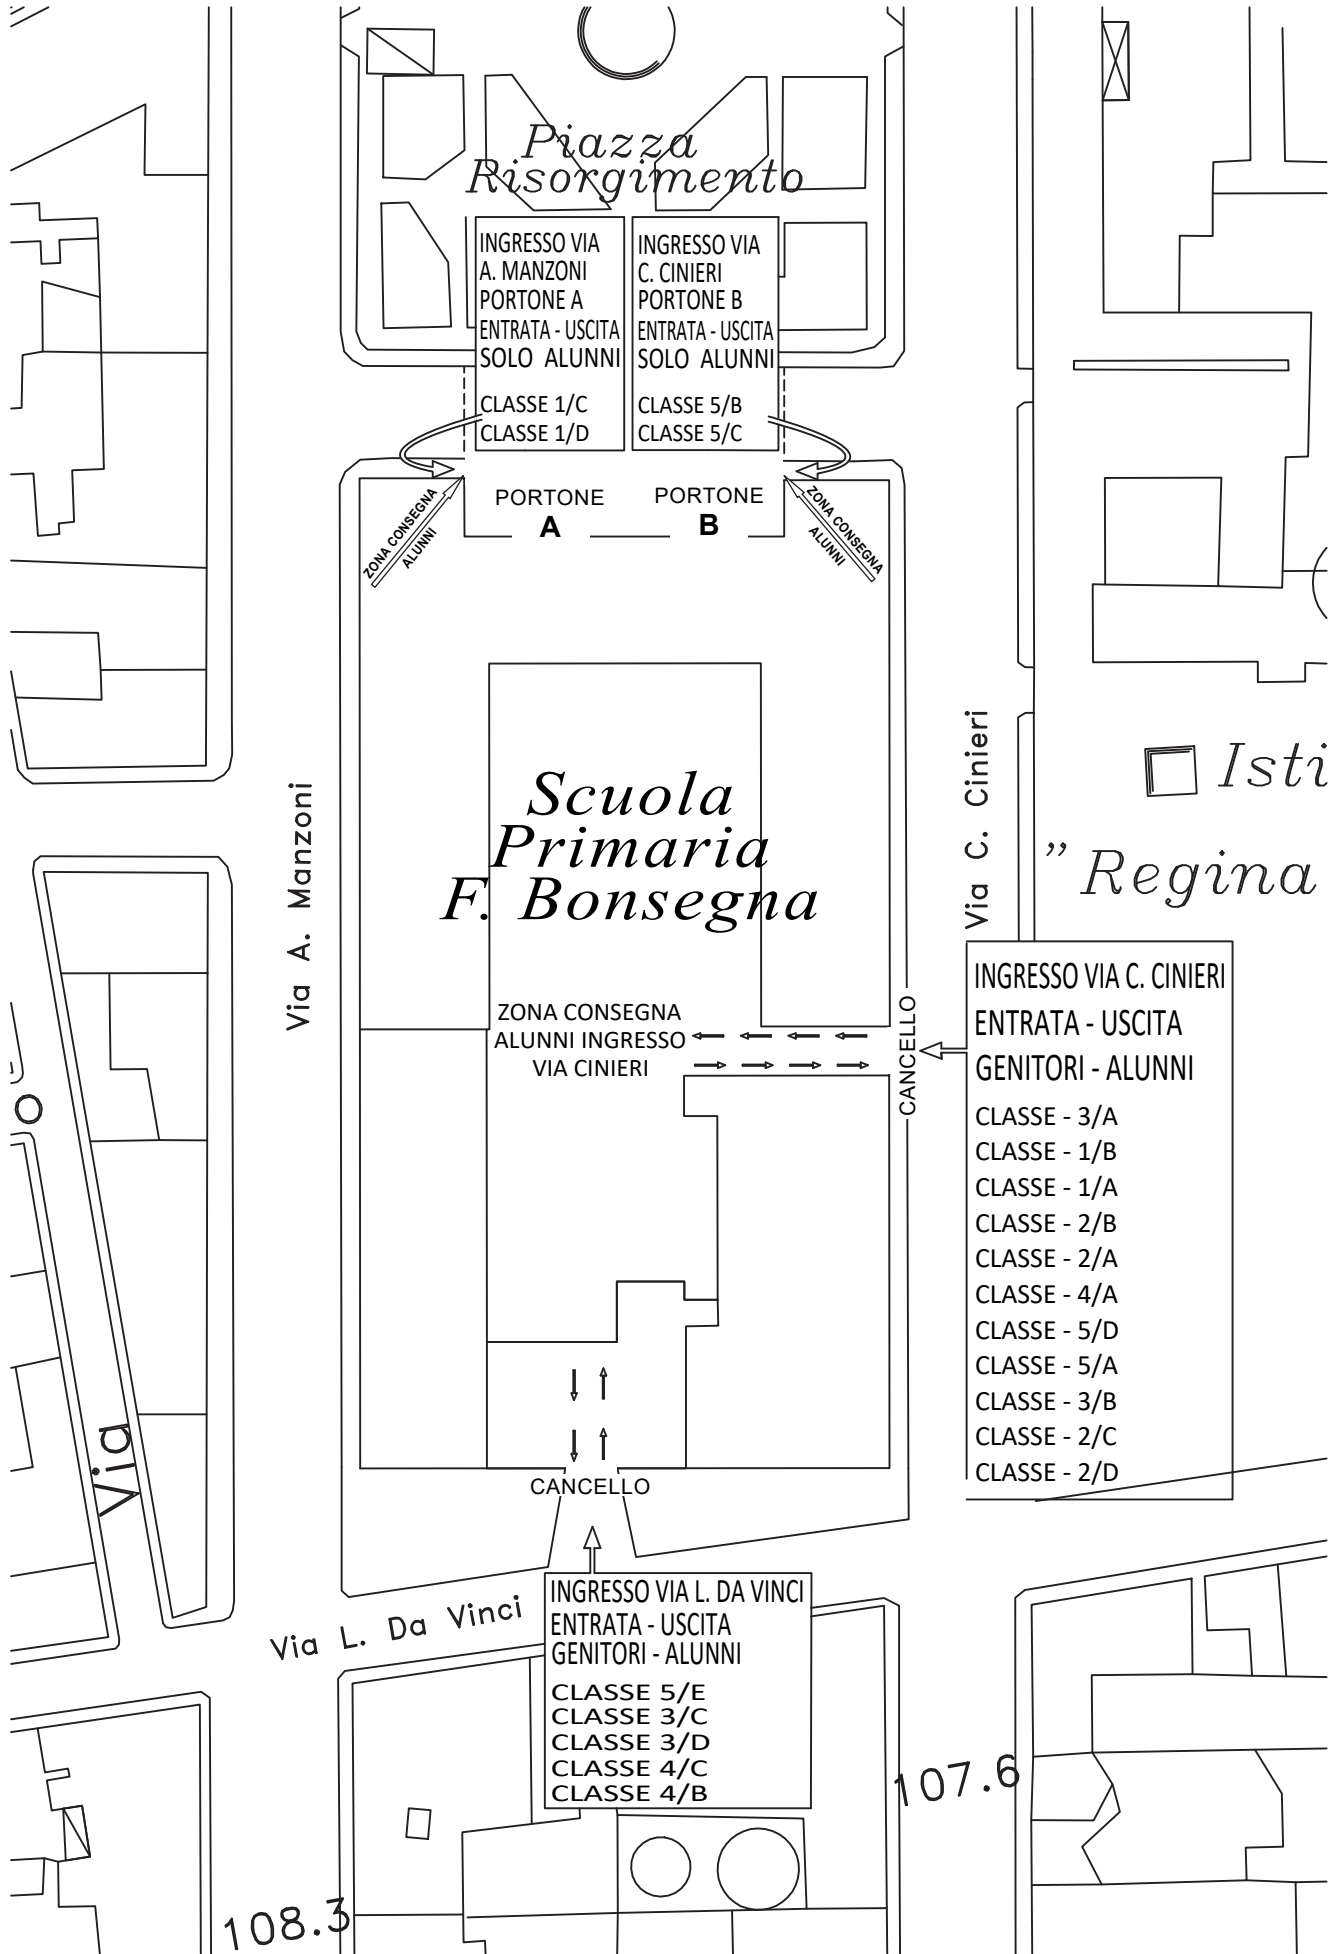 Piazza
Risorgimento
INGRESSO VIA
A. MANZONI
PORTONE A
ENTRATA - USCITA
SOLO ALUNNI
CLASSE 1/C
CLASSE 1/D
INGRESSO VIA
C. CINIERI
PORTONE B
ENTRATA - USCITA
SOLO ALUNNI
CLASSE 5/B
CLASSE 5/C
ZONA CONSEGNA
ALUNNI
PORTONE
A
PORTONE
B
ZONA CONSEGNA
ALUNNI
Scuola
Primaria
F. Bonsegna
Via A. Manzoni
Via C. Cinieri
Isti
"Regina
ZONA CONSEGNA
ALUNNI INGRESSO
VIA CINIERI
CANCELLO
INGRESSO VIA C. CINIERI
ENTRATA - USCITA
GENITORI - ALUNNI
CLASSE - 3/A
CLASSE - 1/B
CLASSE - 1/A
CLASSE - 2/B
CLASSE - 2/A
CLASSE - 4/A
CLASSE - 5/D
CLASSE - 5/A
CLASSE - 3/B
CLASSE - 2/C
CLASSE - 2/D
o
Via
CANCELLO
Via L. Da Vinci
INGRESSO VIA L. DA VINCI
ENTRATA - USCITA
GENITORI - ALUNNI
CLASSE 5/E
CLASSE 3/C
CLASSE 3/D
CLASSE 4/C
CLASSE 4/B
107.6
108.3